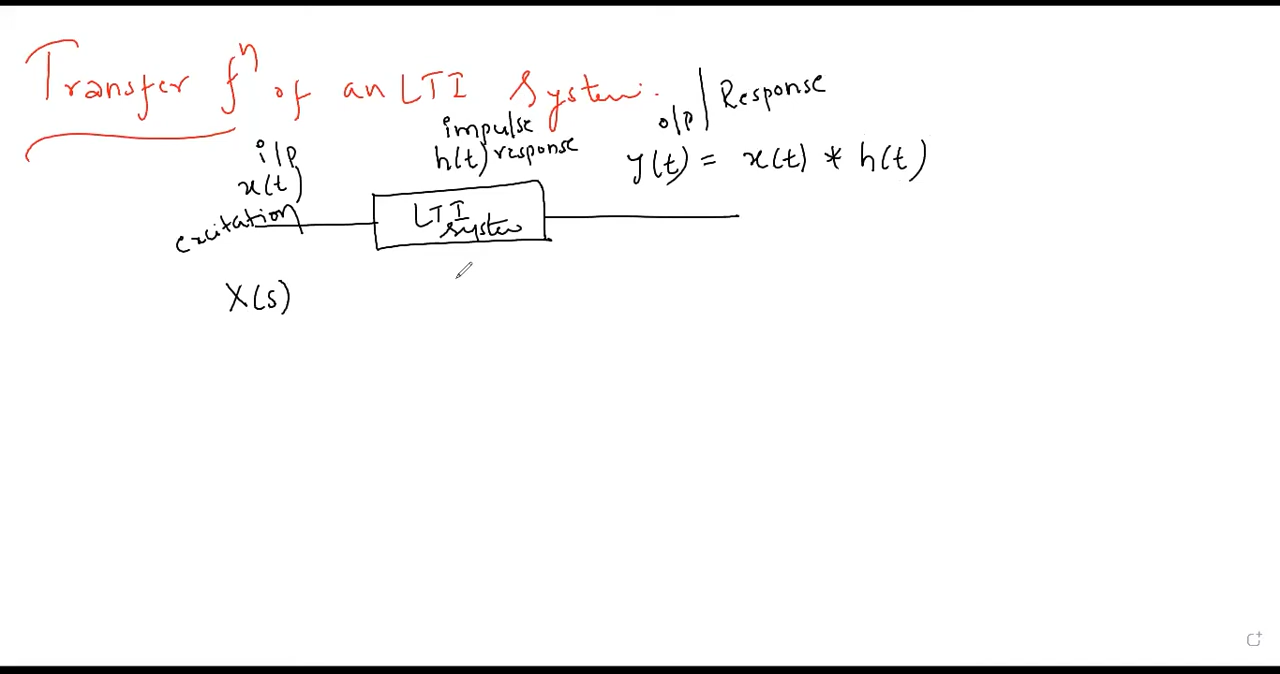 Transfer fⁿ of an LTI System.
i/p
x(t)
excitation
impulse
h(t) response
LTI
System
o/p | Response
y(t) = x(t) * h(t)
X(s)